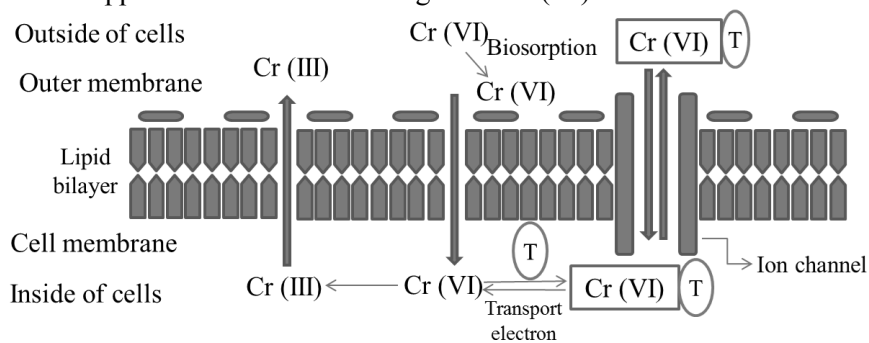 Outside of cells
Cr (VI)
Biosorption
Cr (VI)
T
Cr (III)
Outer membrane
Cr (VI)
Lipid
bilayer
Cell membrane
T
Ion channel
Inside of cells
Cr (III)
Cr (VI)
Transport
electron
Cr (VI)
T